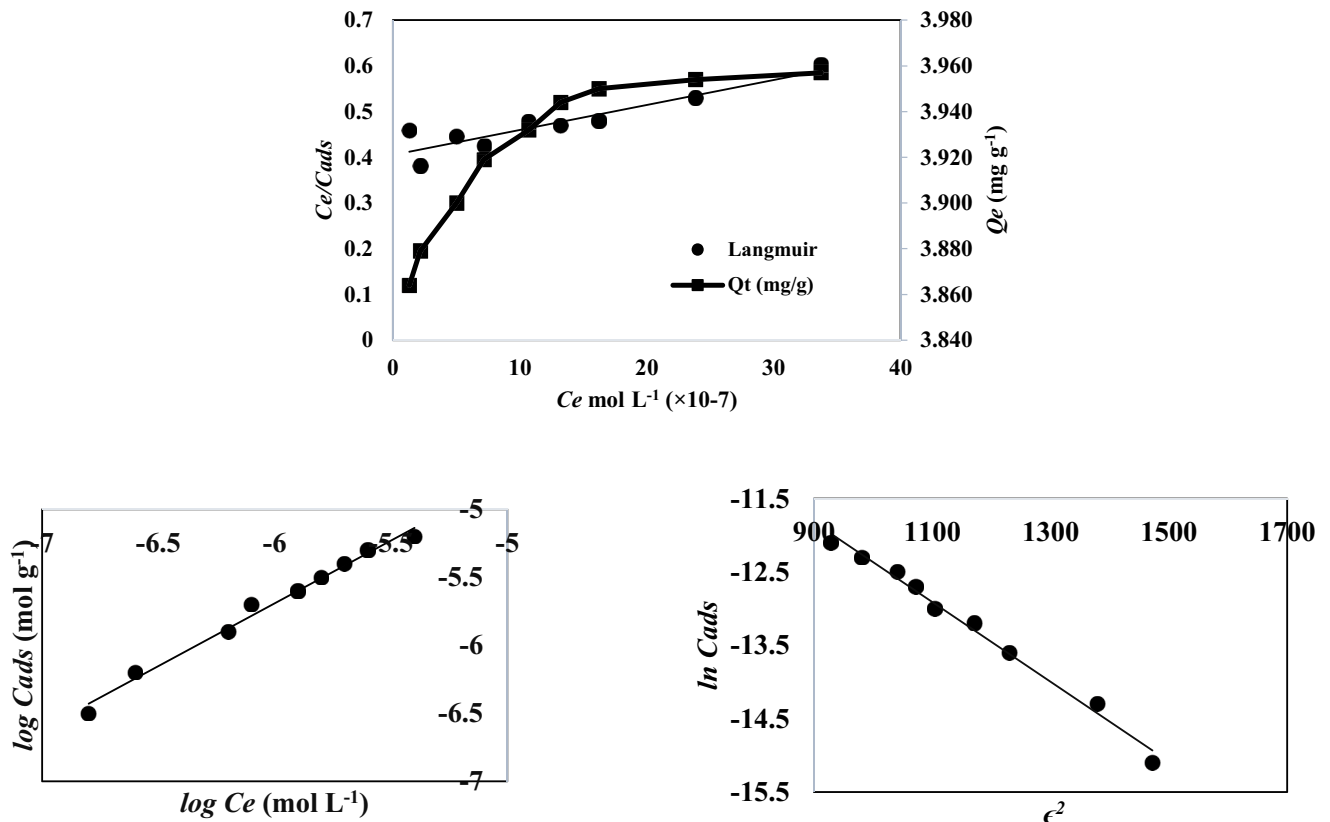 0.7
0.6
0.5
0.4
0.3
0.2
0.1
0
Ce/Cads
3.980
3.960
3.940
3.920
3.900
3.880
3.860
3.840
Qe (mg g-1)
Langmuir
Qt (mg/g)
0 10 20 30 40
Ce mol L-1 (×10-7)
-7 -6.5 -6 -5.5 -5
-5
-5.5
-6
-6.5
-7
log Cads (mol g-1)
log Ce (mol L-1)
-11.5
-12.5
-13.5
-14.5
-15.5
900 1100 1300 1500 1700
ln Cads
ϵ2